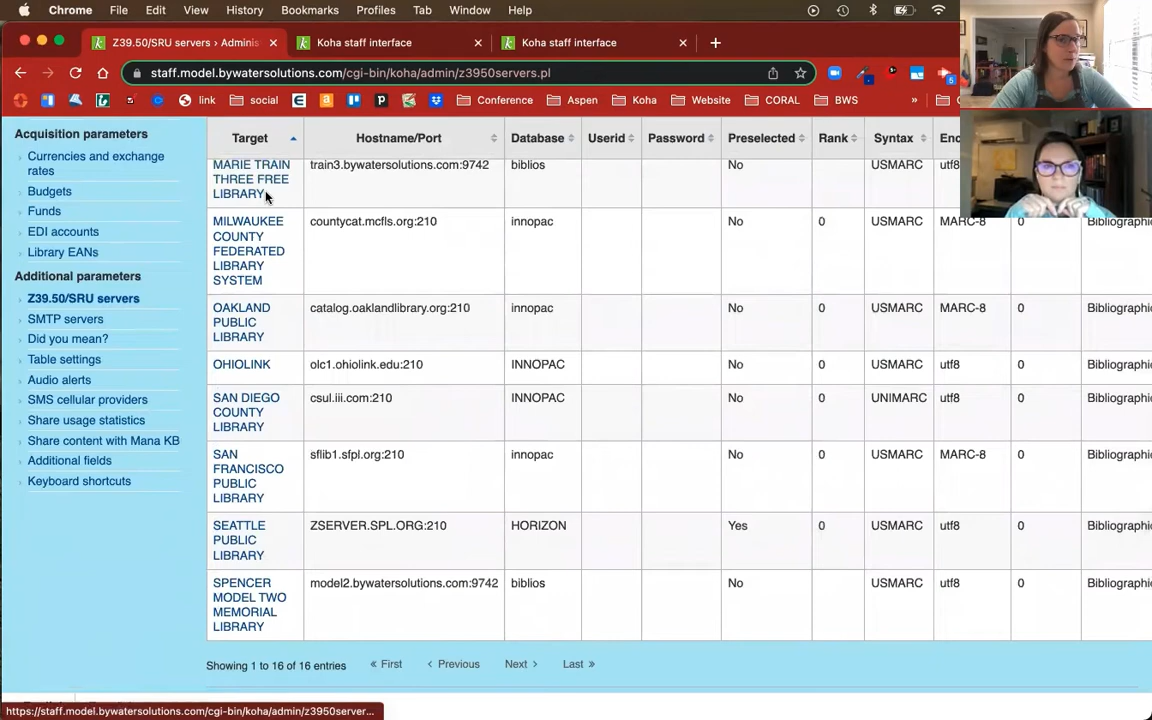 Chrome File Edit View History Bookmarks Profiles Tab Window Help
Z39.50/SRU servers › Adminis
Koha staff interface
Koha staff interface
staff.model.bywatersolutions.com/cgi-bin/koha/admin/z3950servers.pl
link social Conference Aspen Koha Website CORAL BWS »
Acquisition parameters
Currencies and exchange
rates
Budgets
Funds
EDI accounts
Library EANs
Additional parameters
Z39.50/SRU servers
SMTP servers
Did you mean?
Table settings
Audio alerts
SMS cellular providers
Share usage statistics
Share content with Mana KB
Additional fields
Keyboard shortcuts
Target Hostname/Port Database Userid Password Preselected Rank Syntax Enc
MARIE TRAIN train3.bywatersolutions.com:9742 biblios No USMARC utf8
THREE FREE
LIBRARY
MILWAUKEE countycat.mcfls.org:210 innopac No 0 USMARC MARC-8 0 Bibliographic
COUNTY
FEDERATED
LIBRARY
SYSTEM
OAKLAND catalog.oaklandlibrary.org:210 innopac No 0 USMARC MARC-8 0 Bibliographic
PUBLIC
LIBRARY
OHIOLINK olc1.ohiolink.edu:210 INNOPAC No 0 USMARC utf8 0 Bibliographic
SAN DIEGO csul.iii.com:210 INNOPAC No 0 UNIMARC utf8 0 Bibliographic
COUNTY
LIBRARY
SAN sflib1.sfpl.org:210 innopac No 0 USMARC MARC-8 0 Bibliographic
FRANCISCO
PUBLIC
LIBRARY
SEATTLE ZSERVER.SPL.ORG:210 HORIZON Yes 0 USMARC utf8 0 Bibliographic
PUBLIC
LIBRARY
SPENCER model2.bywatersolutions.com:9742 biblios No USMARC utf8 0 Bibliographic
MODEL TWO
MEMORIAL
LIBRARY
Showing 1 to 16 of 16 entries « First ‹ Previous Next › Last »
https://staff.model.bywatersolutions.com/cgi-bin/koha/admin/z3950server...